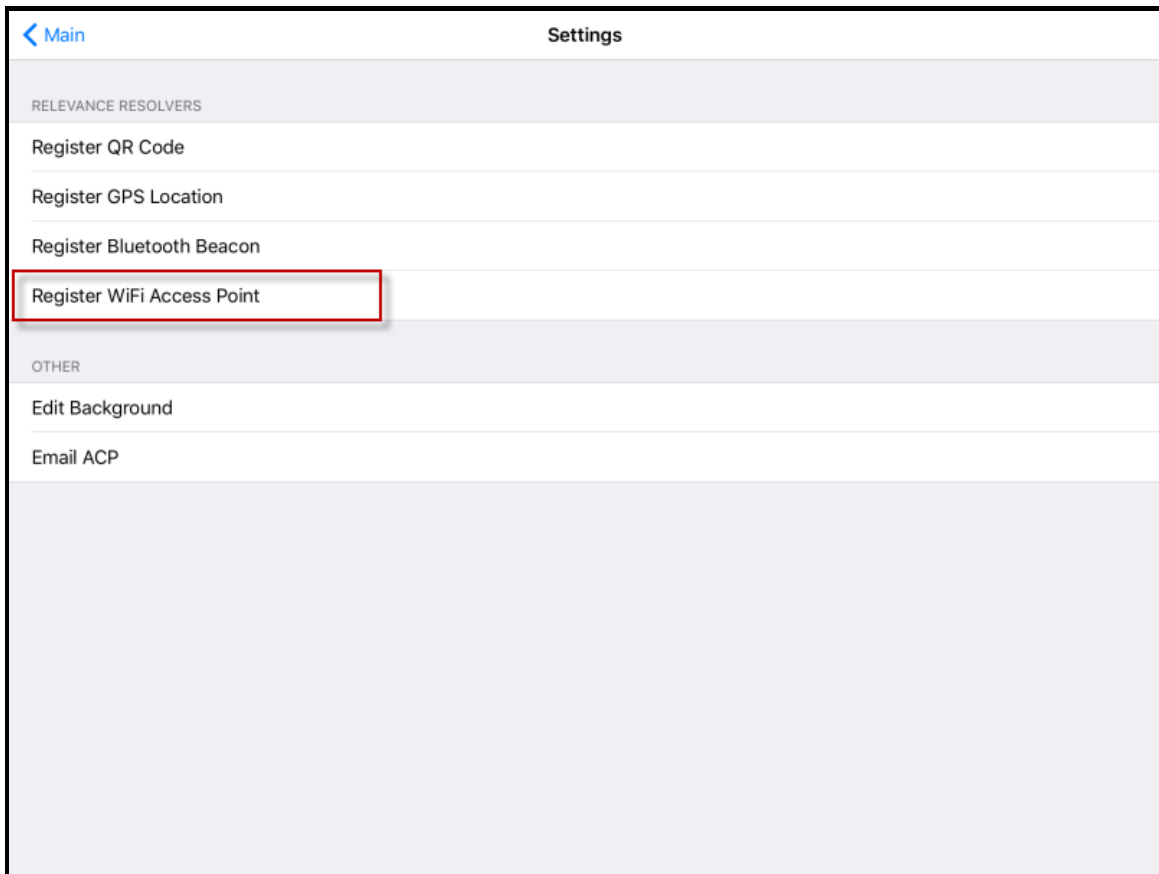 Main
Settings
RELEVANCE RESOLVERS
Register QR Code
Register GPS Location
Register Bluetooth Beacon
Register WiFi Access Point
OTHER
Edit Background
Email ACP